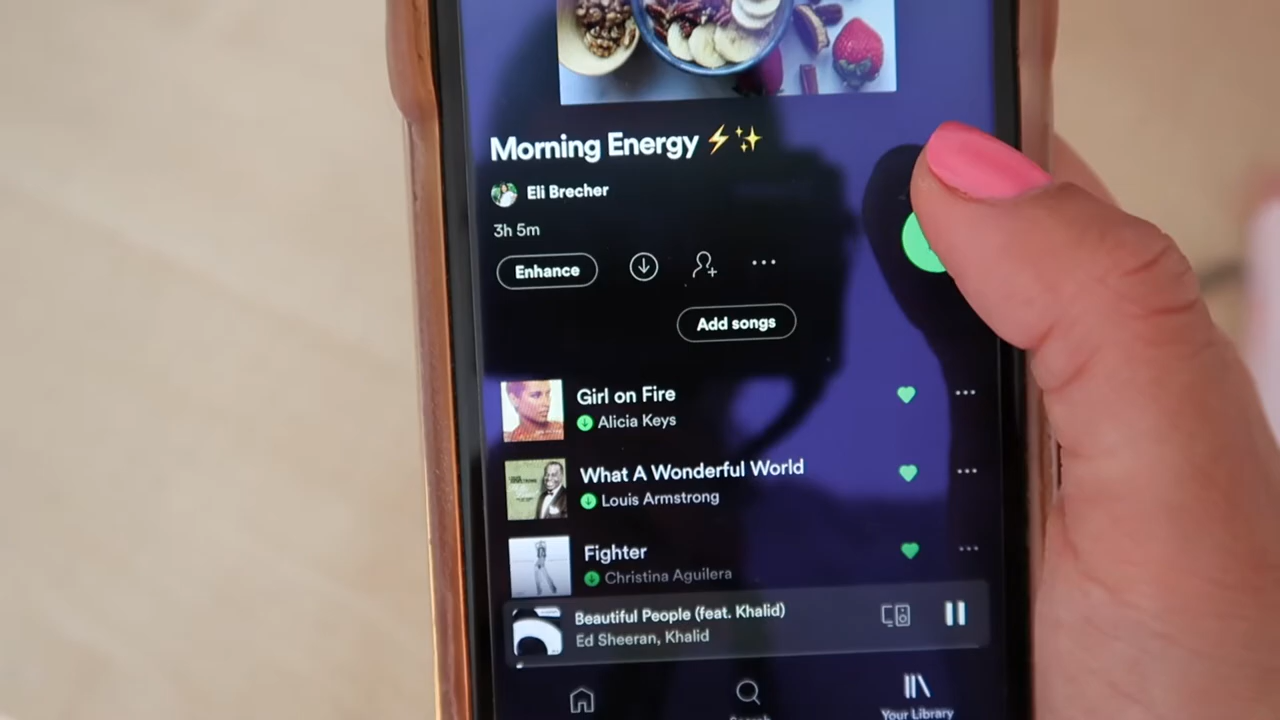 Morning Energy ⚡✨
Eli Brecher
3h 5m
Enhance
Add songs
Girl on Fire
Alicia Keys
What A Wonderful World
Louis Armstrong
Fighter
Christina Aguilera
Beautiful People (feat. Khalid)
Ed Sheeran, Khalid
Search
Your Library